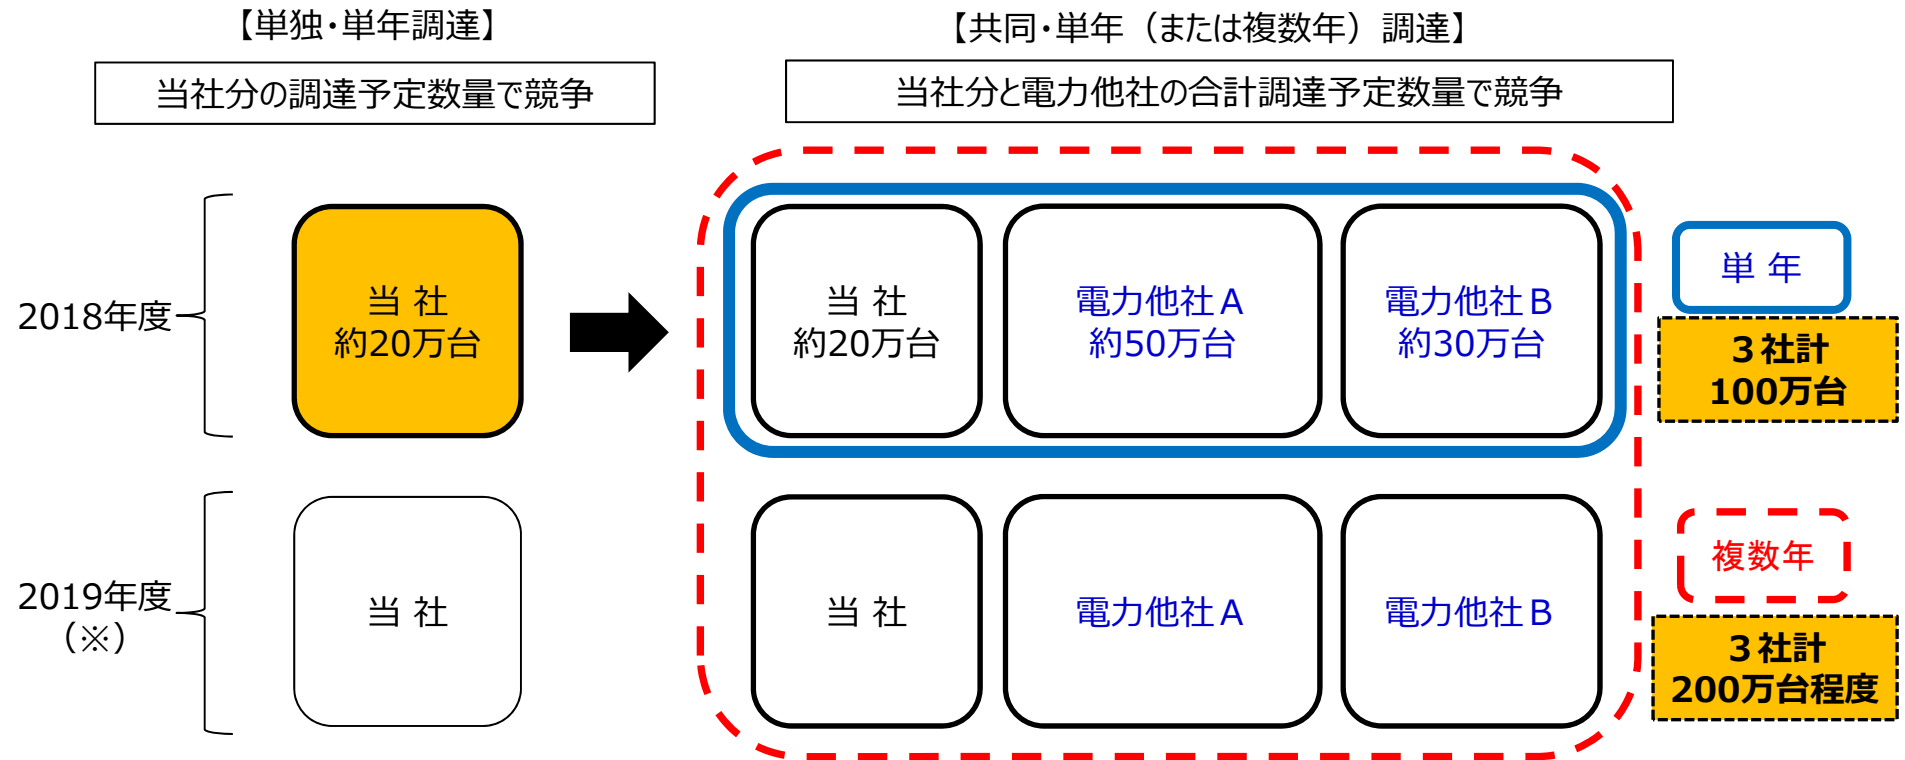 【単独・単年調達】
当社分の調達予定数量で競争
2018年度
当 社
約20万台
2019年度
（※）
当 社
【共同・単年（または複数年）調達】
当社分と電力他社の合計調達予定数量で競争
当 社
約20万台
電力他社Ａ
約50万台
電力他社Ｂ
約30万台
単 年
３社計
100万台
当 社
電力他社Ａ
電力他社Ｂ
複数年
３社計
200万台程度